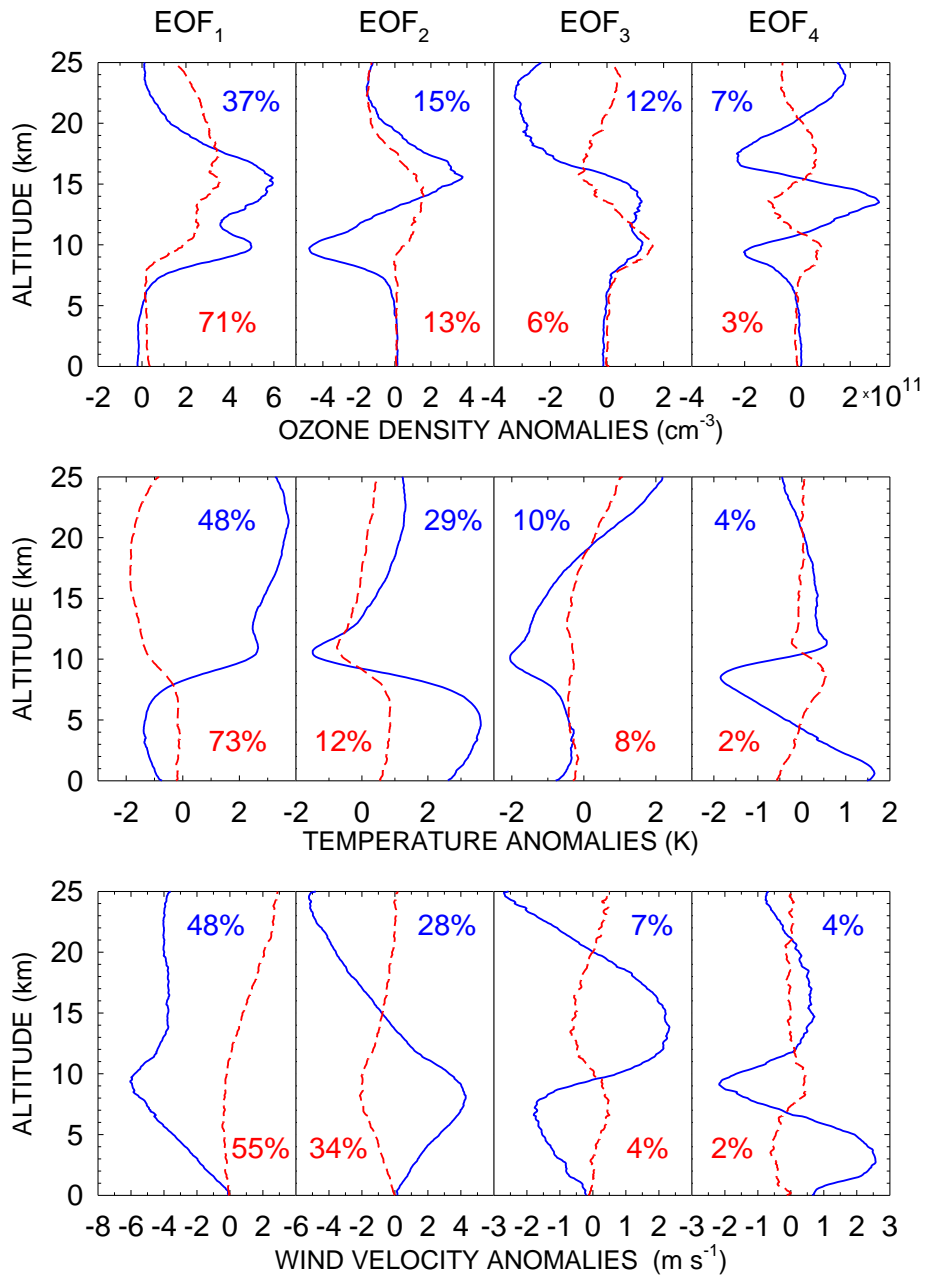 EOF1 EOF2 EOF3 EOF4
25 37% 15% 12% 7%
20
15
10
5
71% 13% 6% 3%
0
ALTITUDE (km)
-2 0 2 4 6 -4 -2 0 2 4 -4 -2 0 2 4 -4 -2 0 2 ×10^11
OZONE DENSITY ANOMALIES (cm-3)
25
48% 29% 10% 4%
20
15
10
5
73% 12% 8% 2%
0
ALTITUDE (km)
-2 0 2 -2 0 2 -2 0 2 -2 -1 0 1 2
TEMPERATURE ANOMALIES (K)
25
48% 28% 7% 4%
20
15
10
5
55% 34% 4% 2%
0
ALTITUDE (km)
-8 -6 -4 -2 0 2 -6 -4 -2 0 2 4 -3 -2 -1 0 1 2 -3 -2 -1 0 1 2 3
WIND VELOCITY ANOMALIES (m s-1)